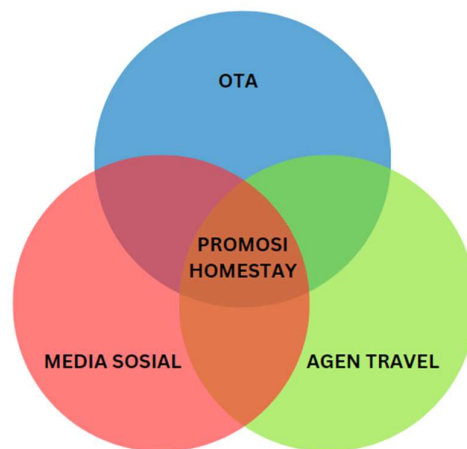 OTA
PROMOSI
HOMESTAY
MEDIA SOSIAL
AGEN TRAVEL